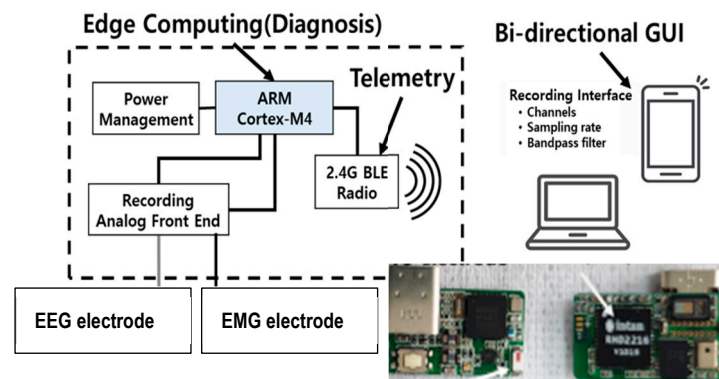 Edge Computing(Diagnosis)
Bi-directional GUI
Telemetry
Power
Management
ARM
Cortex-M4
Recording Interface
• Channels
• Sampling rate
• Bandpass filter
2.4G BLE
Radio
Recording
Analog Front End
EEG electrode
EMG electrode
intan
RHD2216